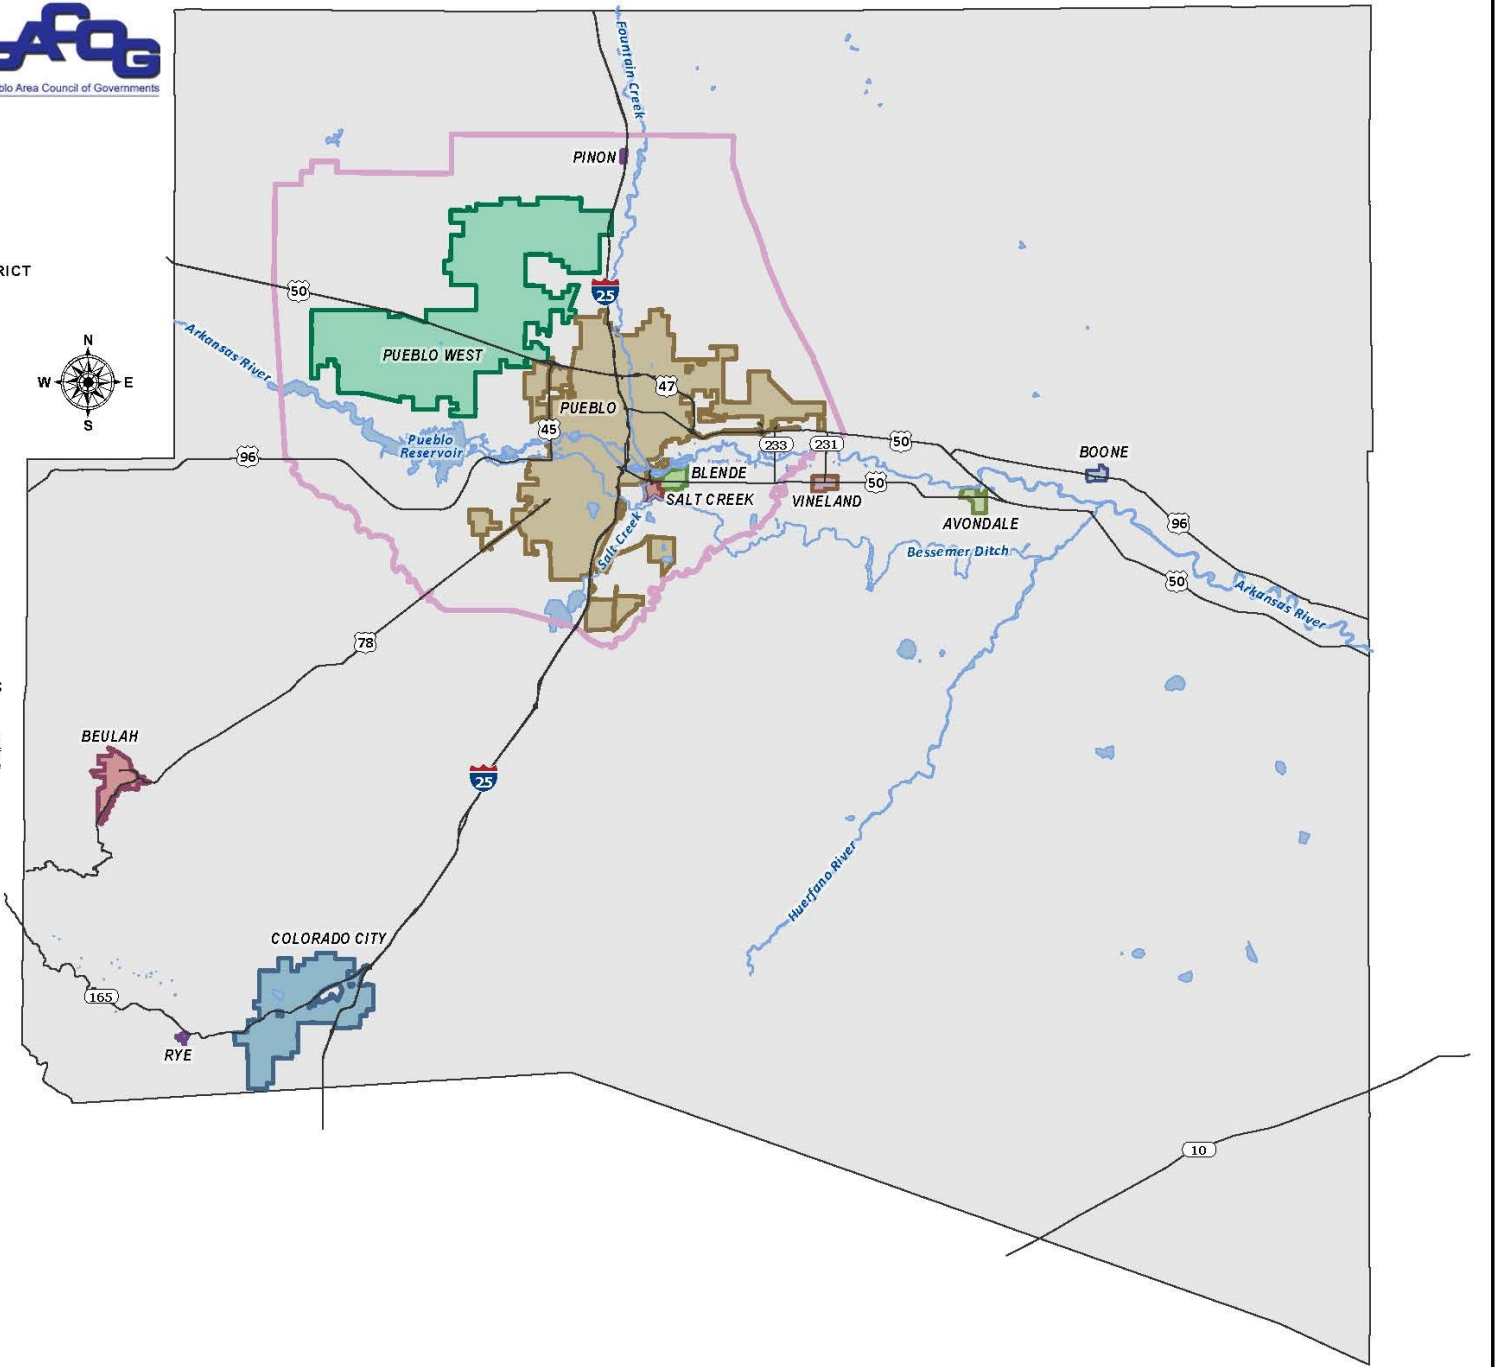 ACOG
blo Area Council of Governments
Fountain Creek
PINON
RICT
50
25
Arkansas River
N
W E
S
PUEBLO WEST
47
PUEBLO
45
Pueblo
Reservoir
96
233
231
50
BLENDE
BOONE
SALT CREEK
VINELAND
50
AVONDALE
96
Salt Creek
Bessemer Ditch
50
Arkansas River
78
BEULAH
25
Huerfano River
COLORADO CITY
165
RYE
10